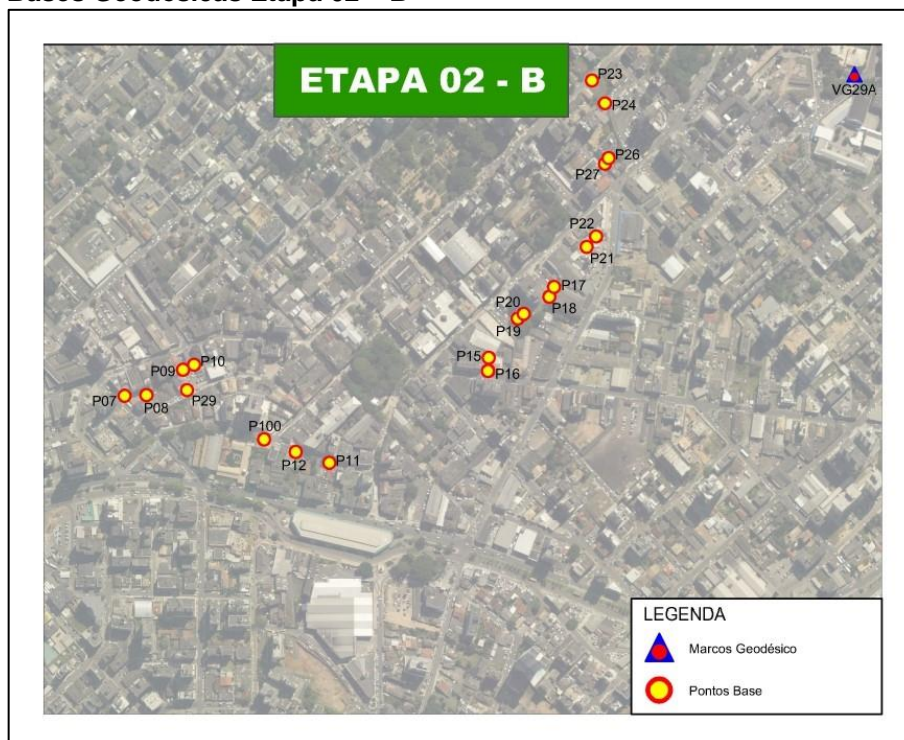 Bases Geodésicas Etapa 02 – B
ETAPA 02 - B
P23
VG29A
P24
P26
P27
P22
P21
P17
P20
P18
P19
P15
P16
P10
P09
P07
P08
P29
P100
P12
P11
LEGENDA
Marcos Geodésico
Pontos Base